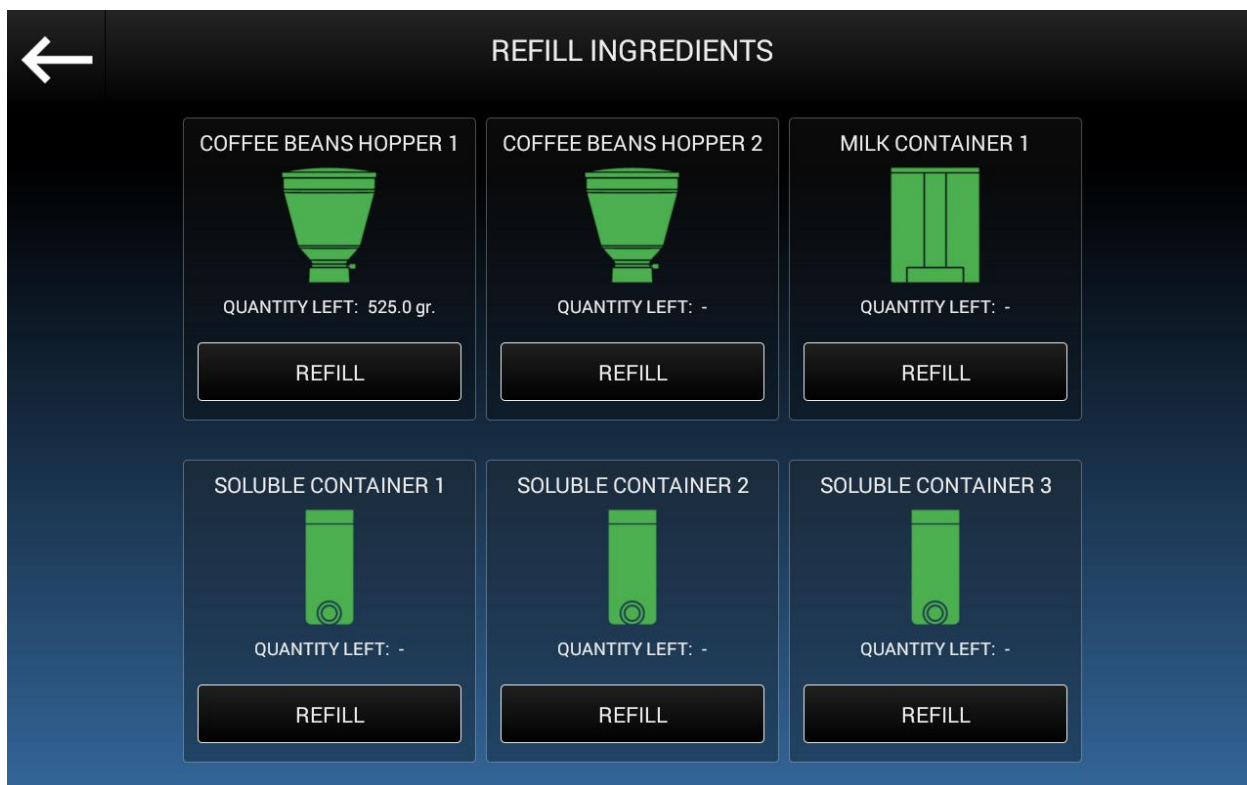 REFILL INGREDIENTS
COFFEE BEANS HOPPER 1
QUANTITY LEFT: 525.0 gr.
REFILL
COFFEE BEANS HOPPER 2
QUANTITY LEFT: -
REFILL
MILK CONTAINER 1
QUANTITY LEFT: -
REFILL
SOLUBLE CONTAINER 1
QUANTITY LEFT: -
REFILL
SOLUBLE CONTAINER 2
QUANTITY LEFT: -
REFILL
SOLUBLE CONTAINER 3
QUANTITY LEFT: -
REFILL